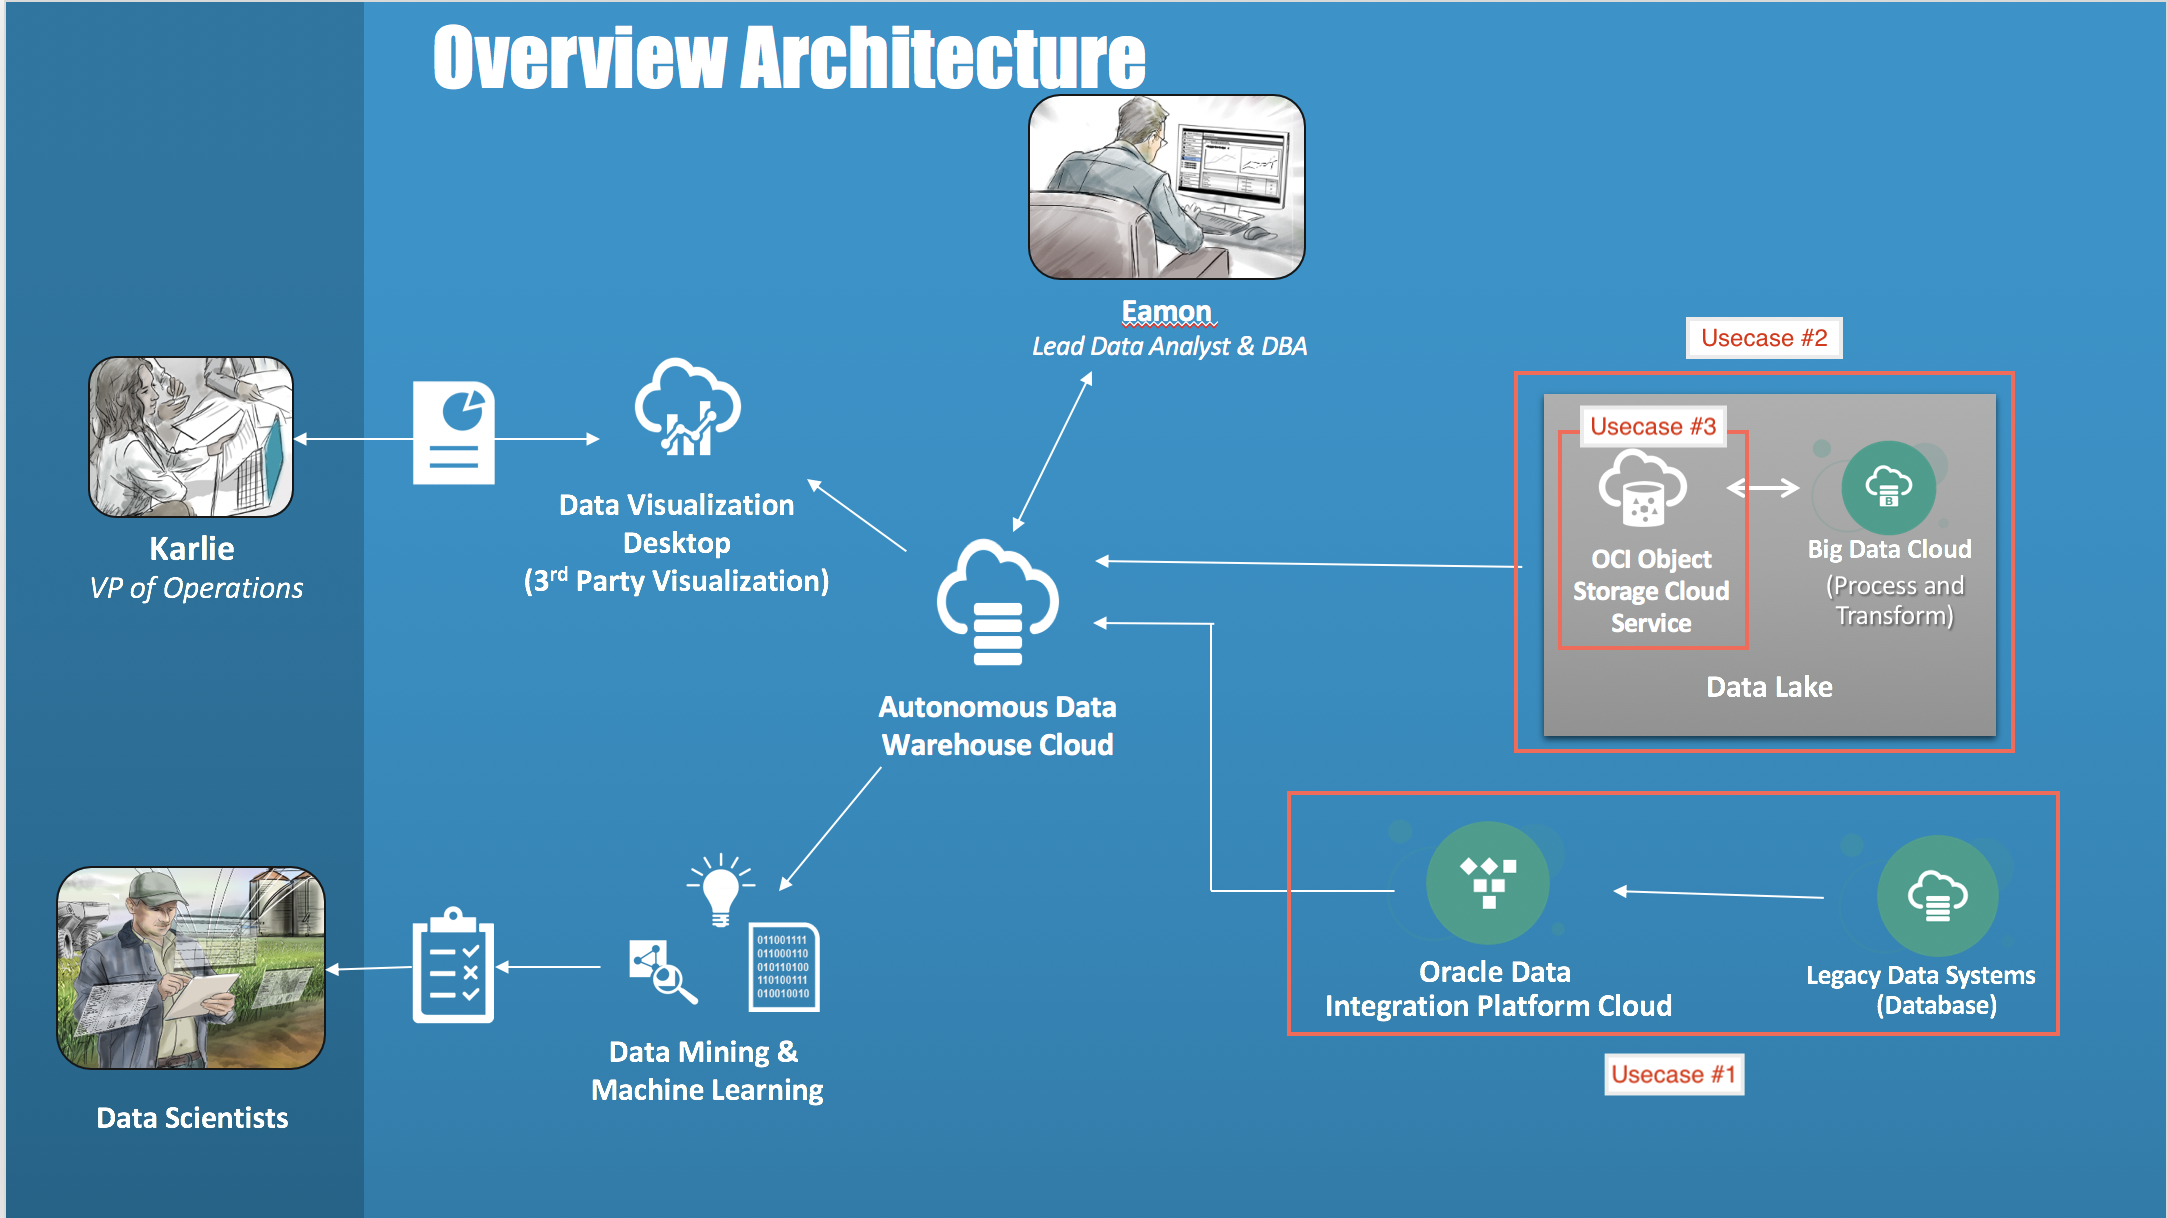 Overview Architecture
Eamon
Lead Data Analyst & DBA
Karlie
VP of Operations
Data Visualization
Desktop
(3rd Party Visualization)
Autonomous Data
Warehouse Cloud
Usecase #2
Usecase #3
OCI Object
Storage Cloud
Service
B
Big Data Cloud
(Process and
Transform)
Data Lake
Oracle Data
Integration Platform Cloud
Legacy Data Systems
(Database)
Usecase #1
011001111
011000110
010110100
110100111
010010010
Data Mining &
Machine Learning
Data Scientists